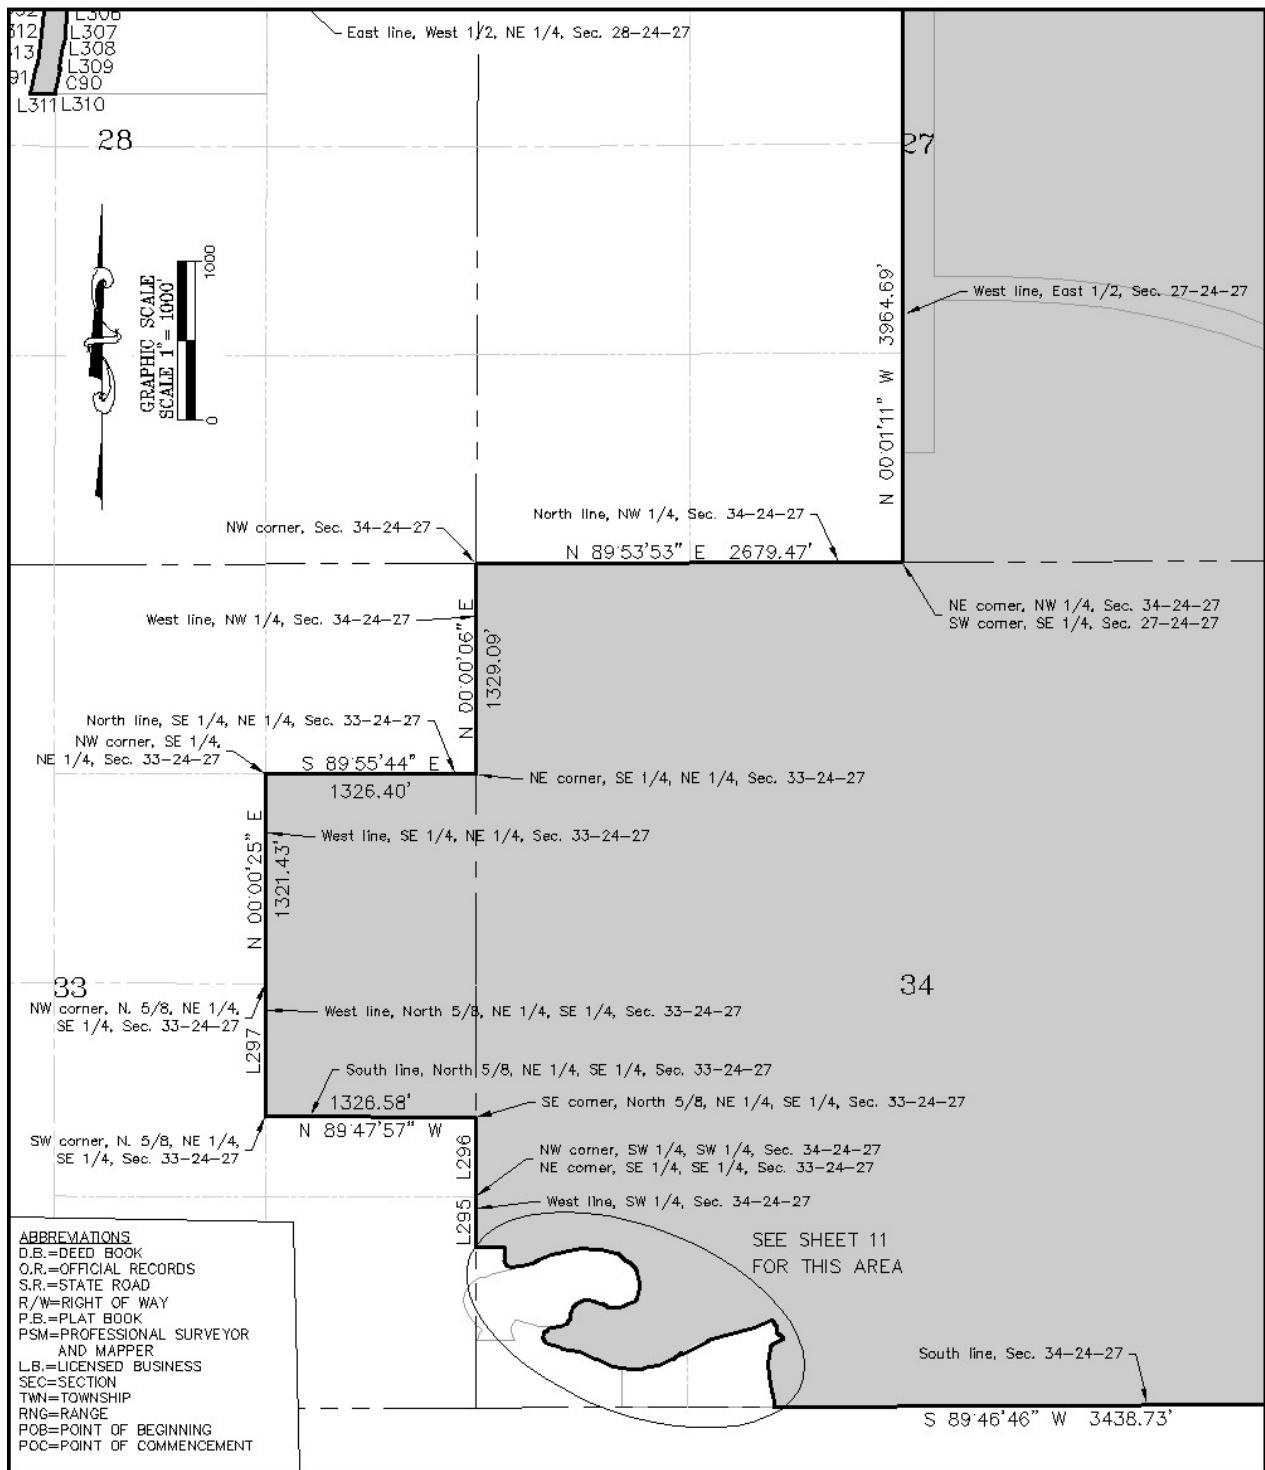 L306
312
L307
13
L308
L309
91
C90
L311 L310
East line, West 1/2, NE 1/4, Sec. 28-24-27
28
27
GRAPHIC SCALE
SCALE 1" = 1000'
0
1000
N 00°01'11" W 3964.69'
West line, East 1/2, Sec. 27-24-27
NW corner, Sec. 34-24-27
North line, NW 1/4, Sec. 34-24-27
N 89°53'53" E 2679.47'
NE corner, NW 1/4, Sec. 34-24-27
SW corner, SE 1/4, Sec. 27-24-27
West line, NW 1/4, Sec. 34-24-27
N 00°00'06" E
1329.09'
North line, SE 1/4, NE 1/4, Sec. 33-24-27
NW corner, SE 1/4,
NE 1/4, Sec. 33-24-27
S 89°55'44" E
1326.40'
NE corner, SE 1/4, NE 1/4, Sec. 33-24-27
West line, SE 1/4, NE 1/4, Sec. 33-24-27
N 00°00'25" E
1321.43'
33
34
NW corner, N. 5/8, NE 1/4,
SE 1/4, Sec. 33-24-27
West line, North 5/8, NE 1/4, SE 1/4, Sec. 33-24-27
L297
South line, North 5/8, NE 1/4, SE 1/4, Sec. 33-24-27
1326.58'
N 89°47'57" W
SE corner, North 5/8, NE 1/4, SE 1/4, Sec. 33-24-27
SW corner, N. 5/8, NE 1/4,
SE 1/4, Sec. 33-24-27
L296
NW corner, SW 1/4, SW 1/4, Sec. 34-24-27
NE corner, SE 1/4, SE 1/4, Sec. 33-24-27
L295
West line, SW 1/4, Sec. 34-24-27
SEE SHEET 11
FOR THIS AREA
South line, Sec. 34-24-27
S 89°46'46" W 3438.73'
ABBREVIATIONS
D.B.=DEED BOOK
O.R.=OFFICIAL RECORDS
S.R.=STATE ROAD
R/W=RIGHT OF WAY
P.B.=PLAT BOOK
PSM=PROFESSIONAL SURVEYOR
AND MAPPER
L.B.=LICENSED BUSINESS
SEC=SECTION
TWN=TOWNSHIP
RNG=RANGE
POB=POINT OF BEGINNING
POC=POINT OF COMMENCEMENT